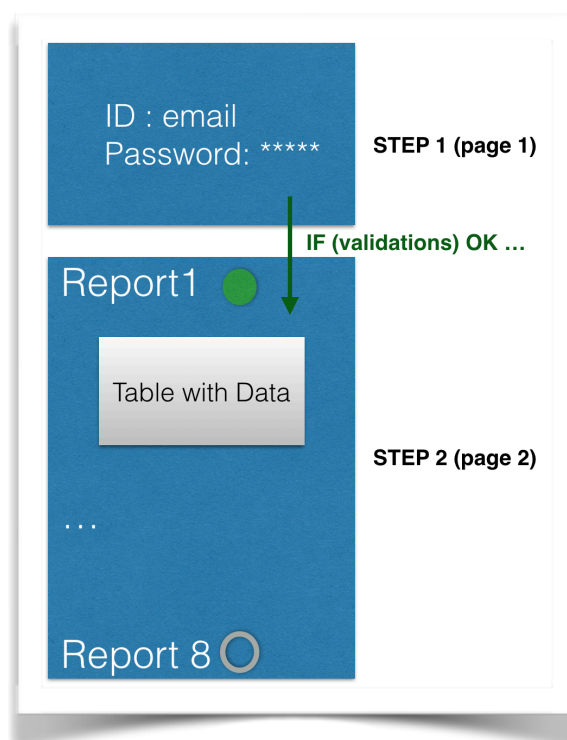 ID : email
Password: *****
STEP 1 (page 1)
IF (validations) OK ...
Report1
Table with Data
STEP 2 (page 2)
...
Report 8